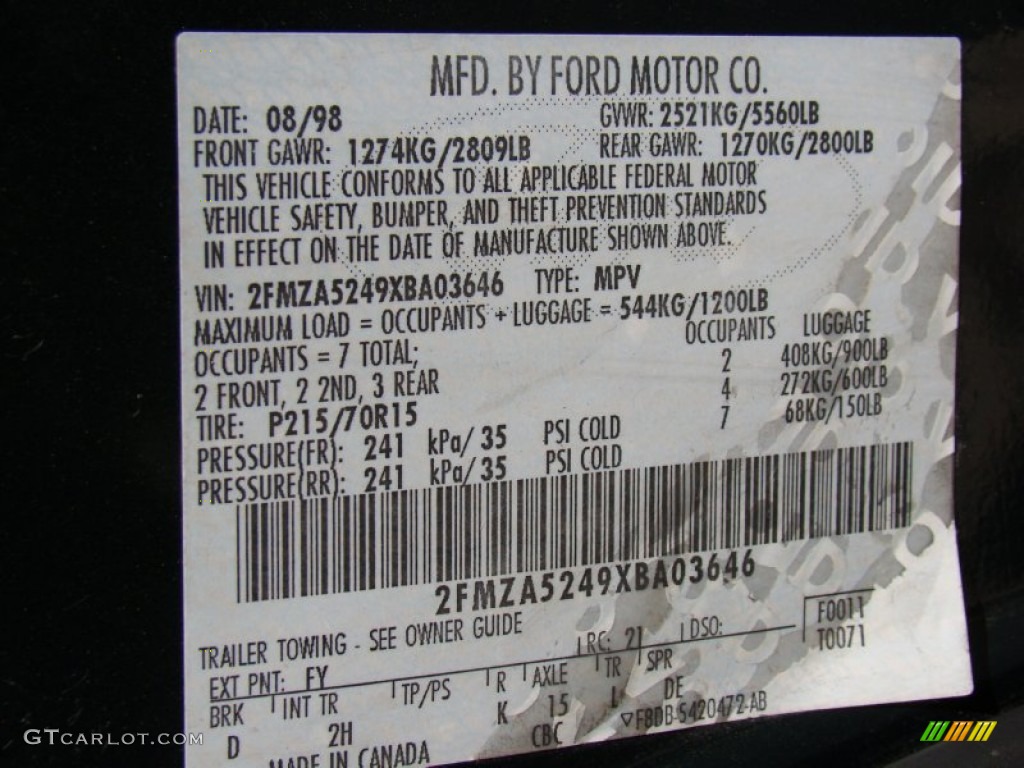 MFD. BY FORD MOTOR CO.
DATE: 08/98 GVWR: 2521KG/5560LB
FRONT GAWR: 1274KG/2809LB REAR GAWR: 1270KG/2800LB
THIS VEHICLE CONFORMS TO ALL APPLICABLE FEDERAL MOTOR
VEHICLE SAFETY, BUMPER, AND THEFT PREVENTION STANDARDS
IN EFFECT ON THE DATE OF MANUFACTURE SHOWN ABOVE.
VIN: 2FMZA5249XBA03646 TYPE: MPV
MAXIMUM LOAD = OCCUPANTS + LUGGAGE = 544KG/1200LB
OCCUPANTS = 7 TOTAL; OCCUPANTS LUGGAGE
2 FRONT, 2 2ND, 3 REAR 2 408KG/900LB
TIRE: P215/70R15 4 272KG/600LB
PRESSURE(FR): 241 kPa/ 35 PSI COLD 7 68KG/150LB
PRESSURE(RR): 241 kPa/ 35 PSI COLD
2FMZA5249XBA03646
TRAILER TOWING - SEE OWNER GUIDE
EXT PNT: FY RC: 21 DSO: F0011
T0071
BRK INT TR TP/PS R AXLE TR SPR
D 2H K 15 L DE
CBC ▽F8DB-5420472-AB
MADE IN CANADA
GTCarlot.com